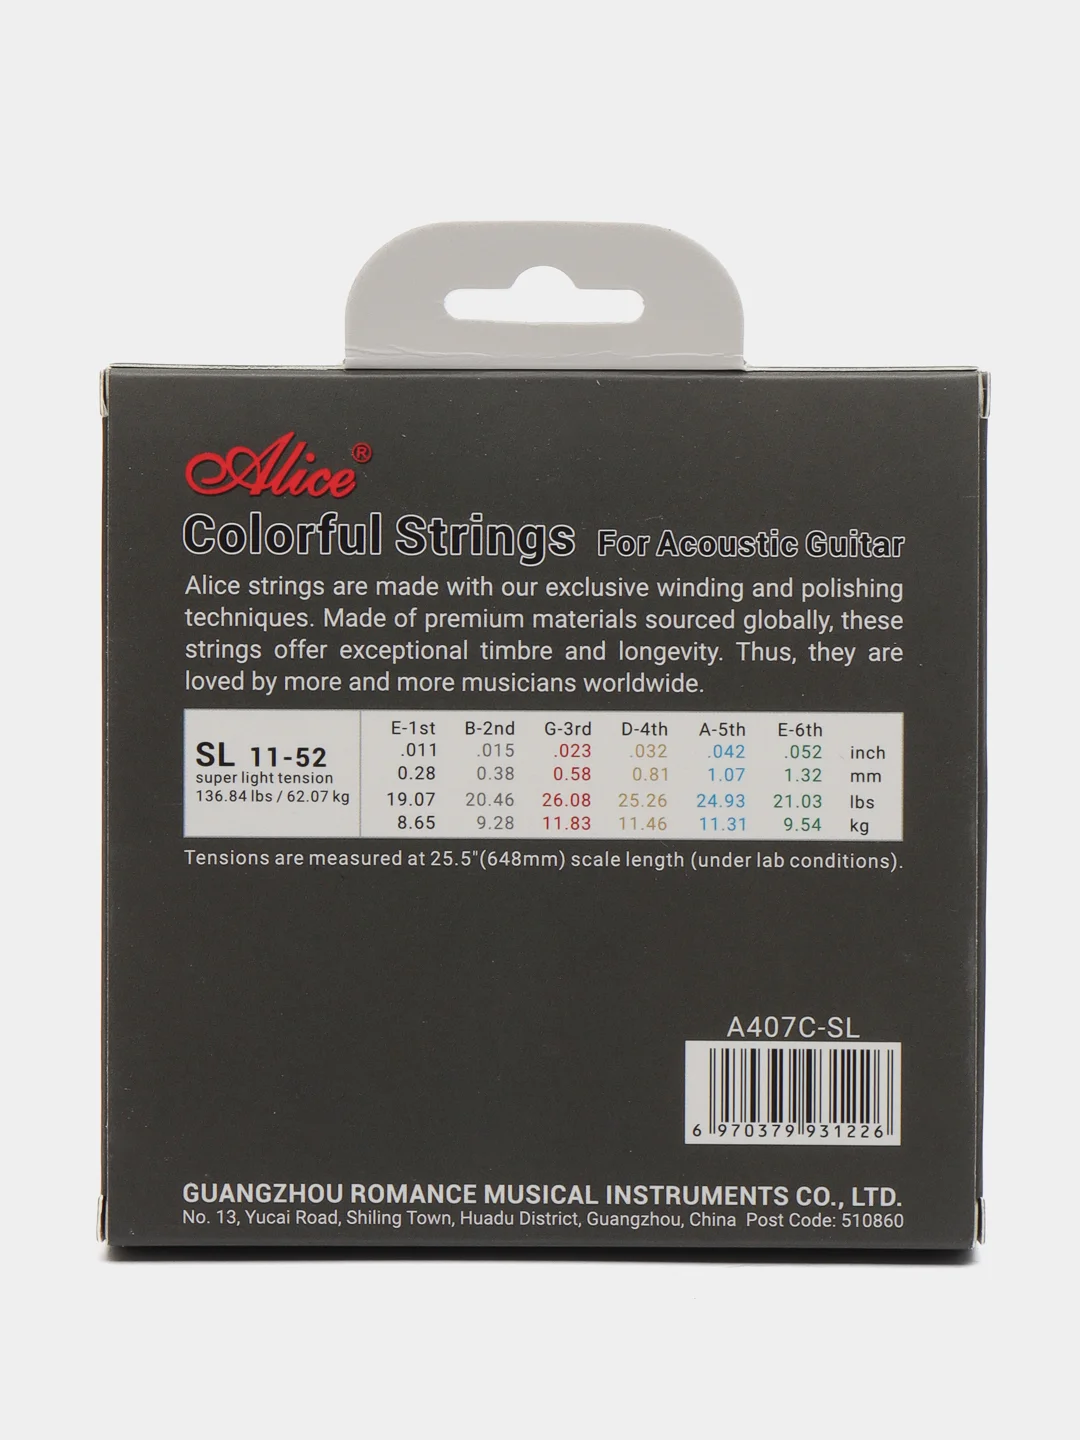 Alice®
Colorful Strings For Acoustic Guitar
Alice strings are made with our exclusive winding and polishing
techniques. Made of premium materials sourced globally, these
strings offer exceptional timbre and longevity. Thus, they are
loved by more and more musicians worldwide.
SL 11-52
super light tension
136.84 lbs / 62.07 kg
E-1st B-2nd G-3rd D-4th A-5th E-6th
.011 .015 .023 .032 .042 .052 inch
0.28 0.38 0.58 0.81 1.07 1.32 mm
19.07 20.46 26.08 25.26 24.93 21.03 lbs
8.65 9.28 11.83 11.46 11.31 9.54 kg
Tensions are measured at 25.5"(648mm) scale length (under lab conditions).
A407C-SL
6 970379 931226
GUANGZHOU ROMANCE MUSICAL INSTRUMENTS CO., LTD.
No. 13, Yucai Road, Shiling Town, Huadu District, Guangzhou, China Post Code: 510860